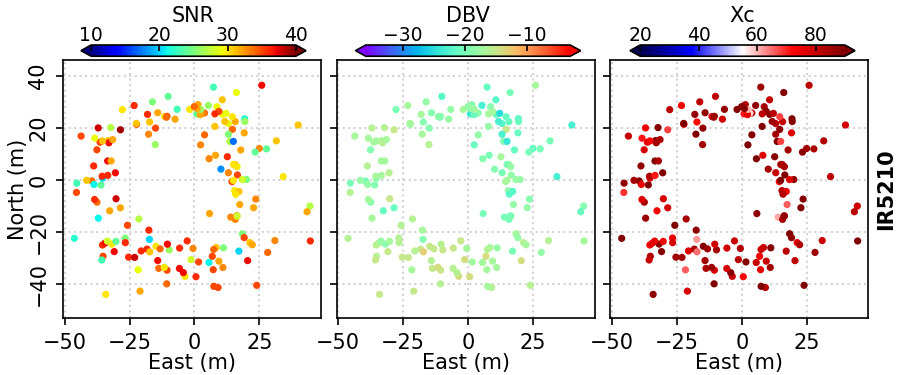 SNR
10 20 30 40
DBV
−30 −20 −10
Xc
20 40 60 80
North (m)
40
20
0
−20
−40
−50 −25 0 25
East (m)
−50 −25 0 25
East (m)
−50 −25 0 25
East (m)
IR5210